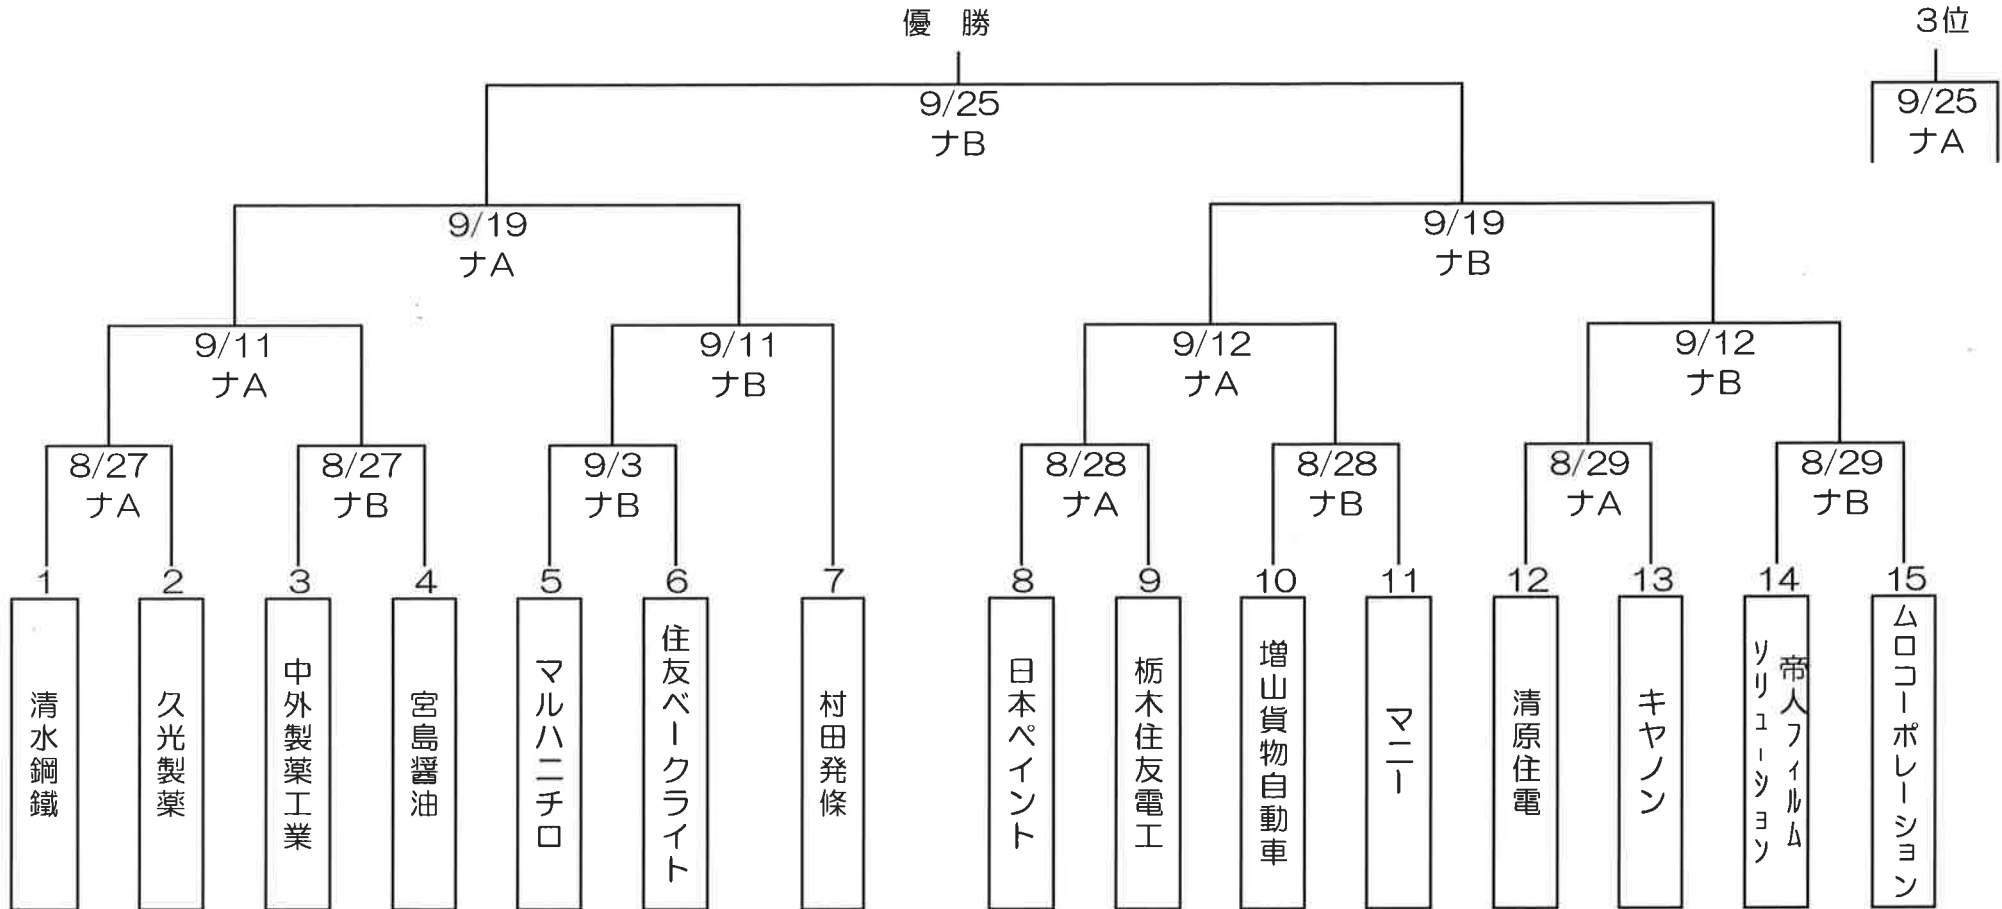 優 勝
3位
9/25
ナB
9/25
ナA
9/19
ナA
9/19
ナB
9/11
ナA
9/11
ナB
9/12
ナA
9/12
ナB
8/27
ナA
8/27
ナB
9/3
ナB
8/28
ナA
8/28
ナB
8/29
ナA
8/29
ナB
1
2
3
4
5
6
7
8
9
10
11
12
13
14
15
清水鋼鐵
久光製薬
中外製薬工業
宮島醤油
マルハニチロ
住友ベークライト
村田発條
日本ペイント
栃木住友電工
増山貨物自動車
マニー
清原住電
キヤノン
帝人フィルム
ソリューション
ムロコーポレーション